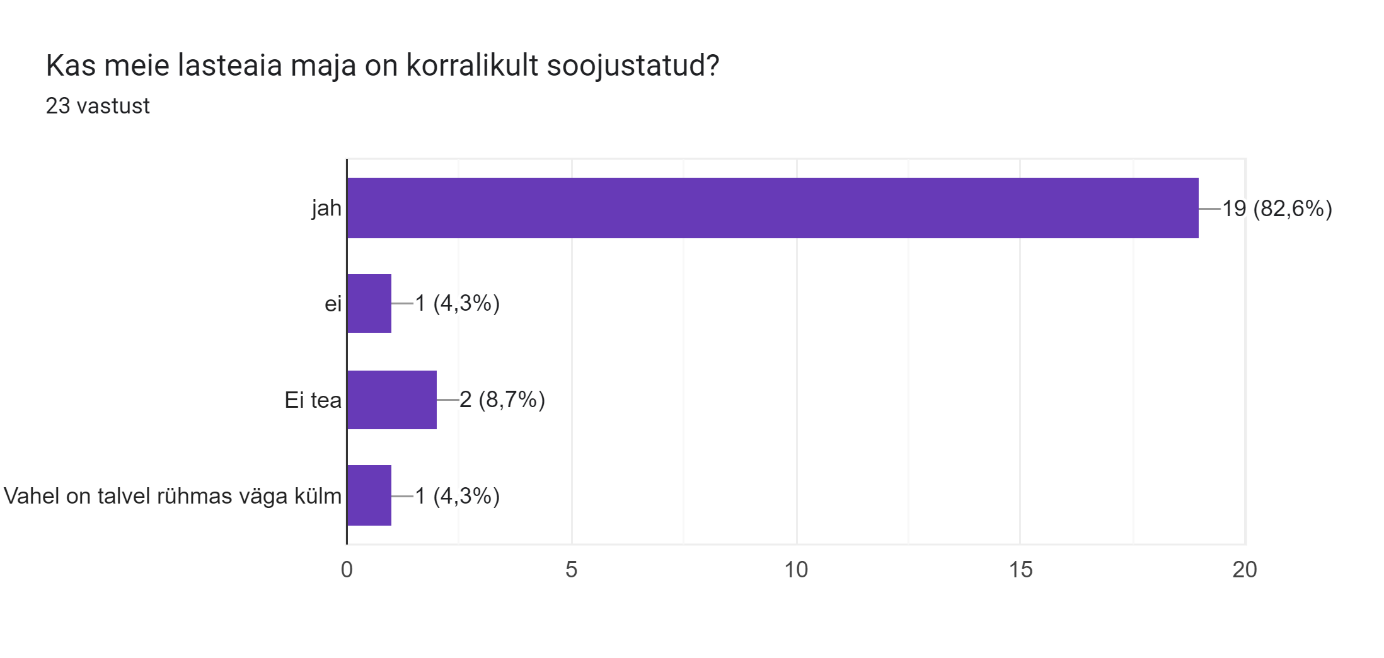 Kas meie lasteaia maja on korralikult soojustatud?
23 vastust
jah
19 (82,6%)
ei
1 (4,3%)
Ei tea
2 (8,7%)
Vahel on talvel rühmas väga külm
1 (4,3%)
0
5
10
15
20